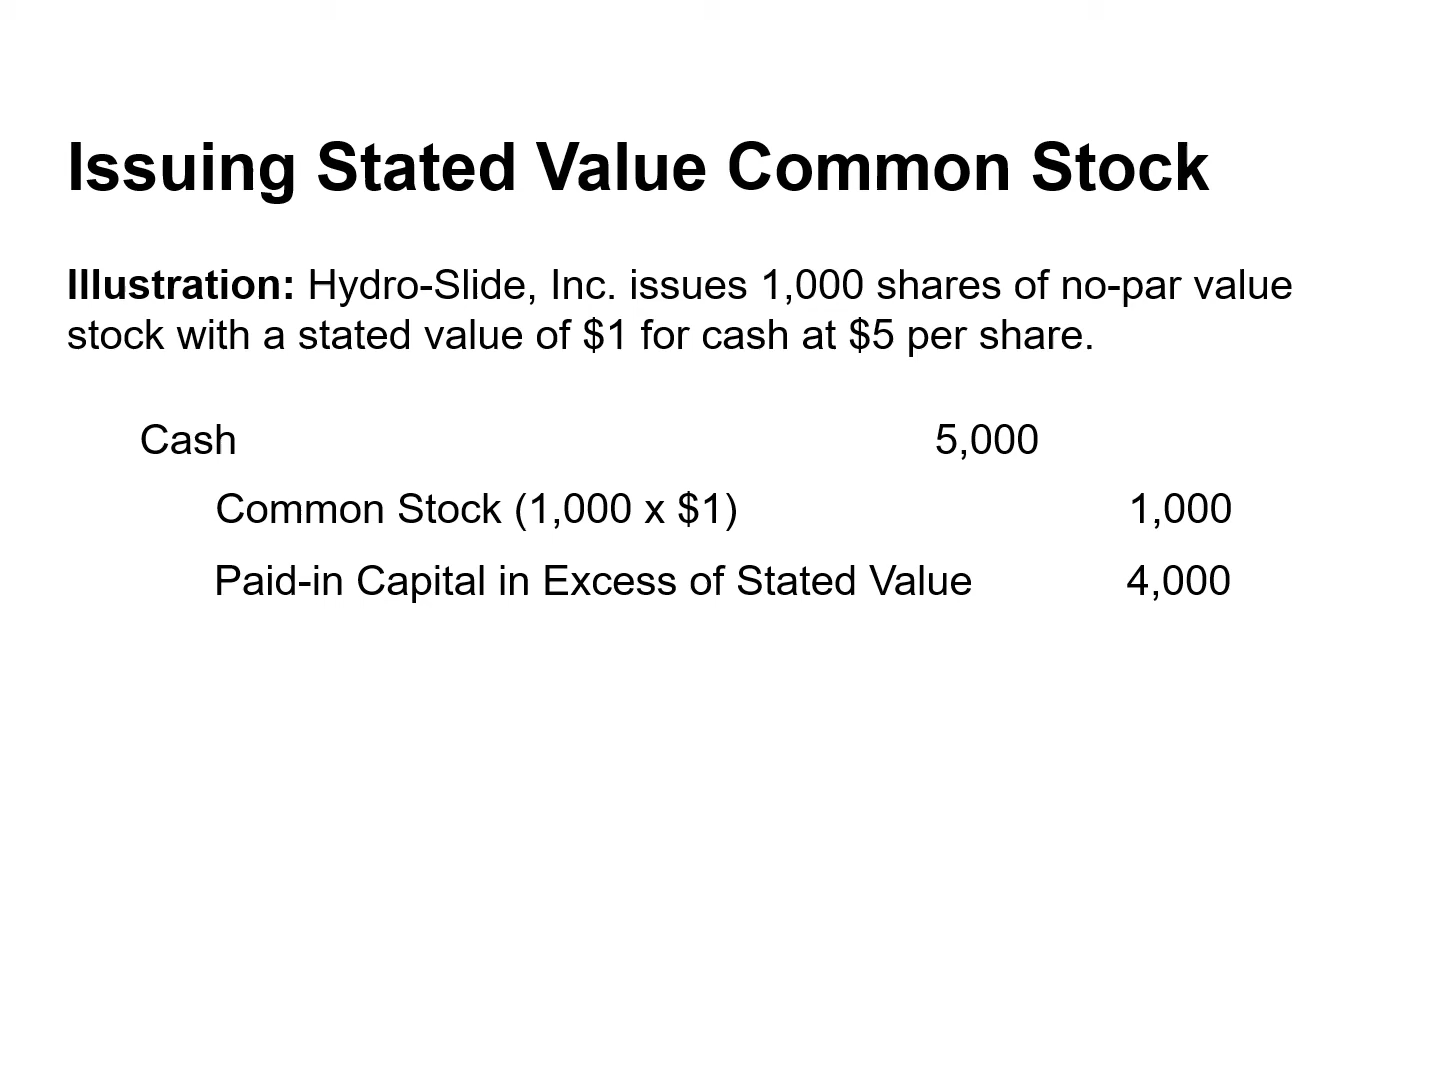 Issuing Stated Value Common Stock
Illustration: Hydro-Slide, Inc. issues 1,000 shares of no-par value
stock with a stated value of $1 for cash at $5 per share.
Cash 5,000
Common Stock (1,000 x $1) 1,000
Paid-in Capital in Excess of Stated Value 4,000